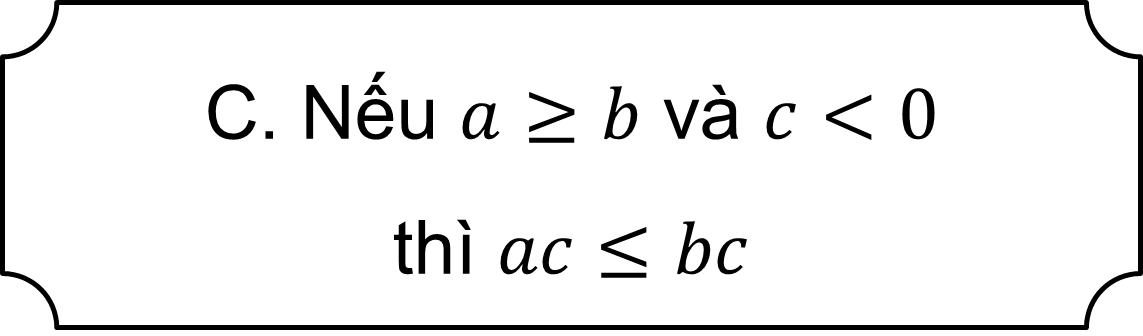 C. Nếu a ≥ b và c < 0
thì ac ≤ bc